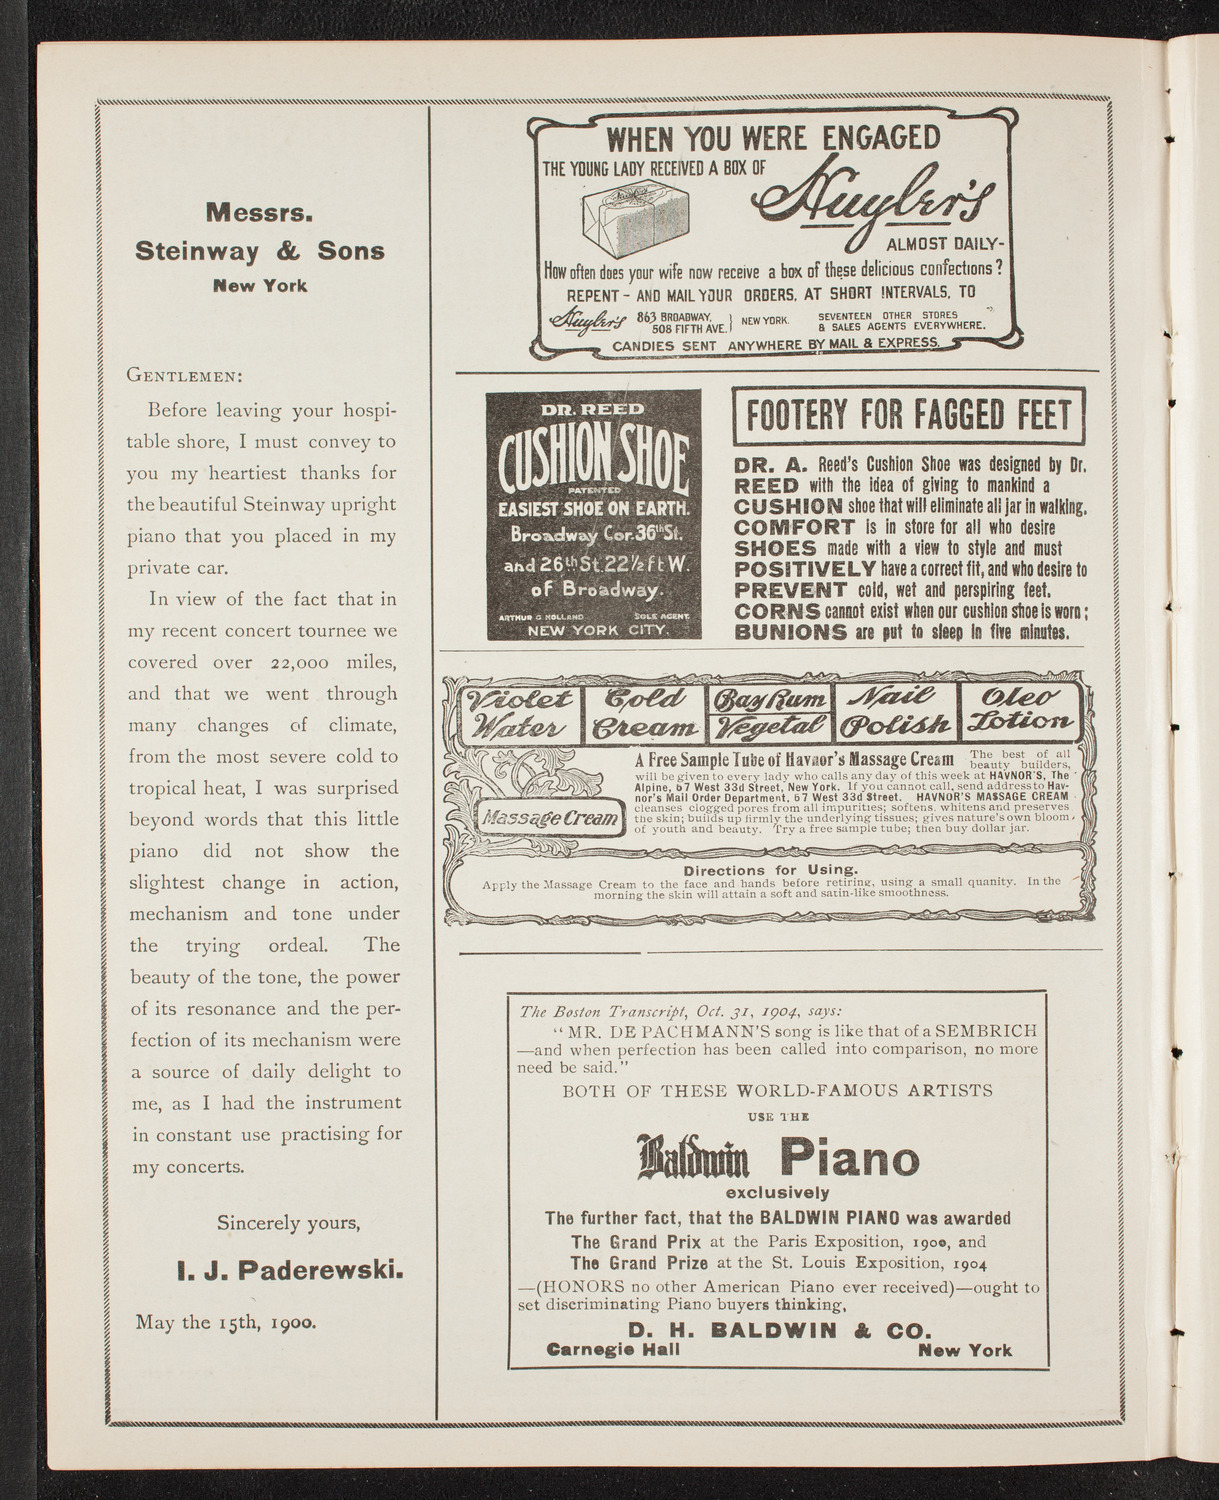 Messrs.
Steinway & Sons
New York
GENTLEMEN:
Before leaving your hospi-
table shore, I must convey to
you my heartiest thanks for
the beautiful Steinway upright
piano that you placed in my
private car.
In view of the fact that in
my recent concert tournee we
covered over 22,000 miles,
and that we went through
many changes of climate,
from the most severe cold to
tropical heat, I was surprised
beyond words that this little
piano did not show the
slightest change in action,
mechanism and tone under
the trying ordeal. The
beauty of the tone, the power
of its resonance and the per-
fection of its mechanism were
a source of daily delight to
me, as I had the instrument
in constant use practising for
my concerts.
Sincerely yours,
I. J. Paderewski.
May the 15th, 1900.
WHEN YOU WERE ENGAGED
THE YOUNG LADY RECEIVED A BOX OF
Huyler's
ALMOST DAILY-
How often does your wife now receive a box of these delicious confections?
REPENT - AND MAIL YOUR ORDERS, AT SHORT INTERVALS, TO
Huyler's 863 BROADWAY, 508 FIFTH AVE. } NEW YORK. SEVENTEEN OTHER STORES & SALES AGENTS EVERYWHERE.
CANDIES SENT ANYWHERE BY MAIL & EXPRESS.
DR. REED
CUSHION SHOE
PATENTED
EASIEST SHOE ON EARTH.
Broadway Cor. 36th St.
and 26th St. 22½ ft W.
of Broadway.
ARTHUR G HOLLAND SOLE AGENT.
NEW YORK CITY.
FOOTERY FOR FAGGED FEET
DR. A. Reed's Cushion Shoe was designed by Dr.
REED with the idea of giving to mankind a
CUSHION shoe that will eliminate all jar in walking.
COMFORT is in store for all who desire
SHOES made with a view to style and must
POSITIVELY have a correct fit, and who desire to
PREVENT cold, wet and perspiring feet.
CORNS cannot exist when our cushion shoe is worn;
BUNIONS are put to sleep in five minutes.
Violet Water
Cold Cream
Bay Rum
Vegetal
Nail Polish
Oleo Lotion
Massage Cream
A Free Sample Tube of Havnor's Massage Cream The best of all
beauty builders,
will be given to every lady who calls any day of this week at HAVNOR'S, The
Alpine, 57 West 33d Street, New York. If you cannot call, send address to Hav-
nor's Mail Order Department, 57 West 33d Street. HAVNOR'S MASSAGE CREAM
cleanses clogged pores from all impurities; softens, whitens and preserves
the skin; builds up firmly the underlying tissues; gives nature's own bloom
of youth and beauty. Try a free sample tube; then buy dollar jar.
Directions for Using.
Apply the Massage Cream to the face and hands before retiring, using a small quanity. In the
morning the skin will attain a soft and satin-like smoothness.
The Boston Transcript, Oct. 31, 1904, says:
"MR. DE PACHMANN'S song is like that of a SEMBRICH
—and when perfection has been called into comparison, no more
need be said."
BOTH OF THESE WORLD-FAMOUS ARTISTS
USE THE
Baldwin Piano
exclusively
The further fact, that the BALDWIN PIANO was awarded
The Grand Prix at the Paris Exposition, 1900, and
The Grand Prize at the St. Louis Exposition, 1904
—(HONORS no other American Piano ever received)—ought to
set discriminating Piano buyers thinking,
D. H. BALDWIN & CO.
Carnegie Hall New York